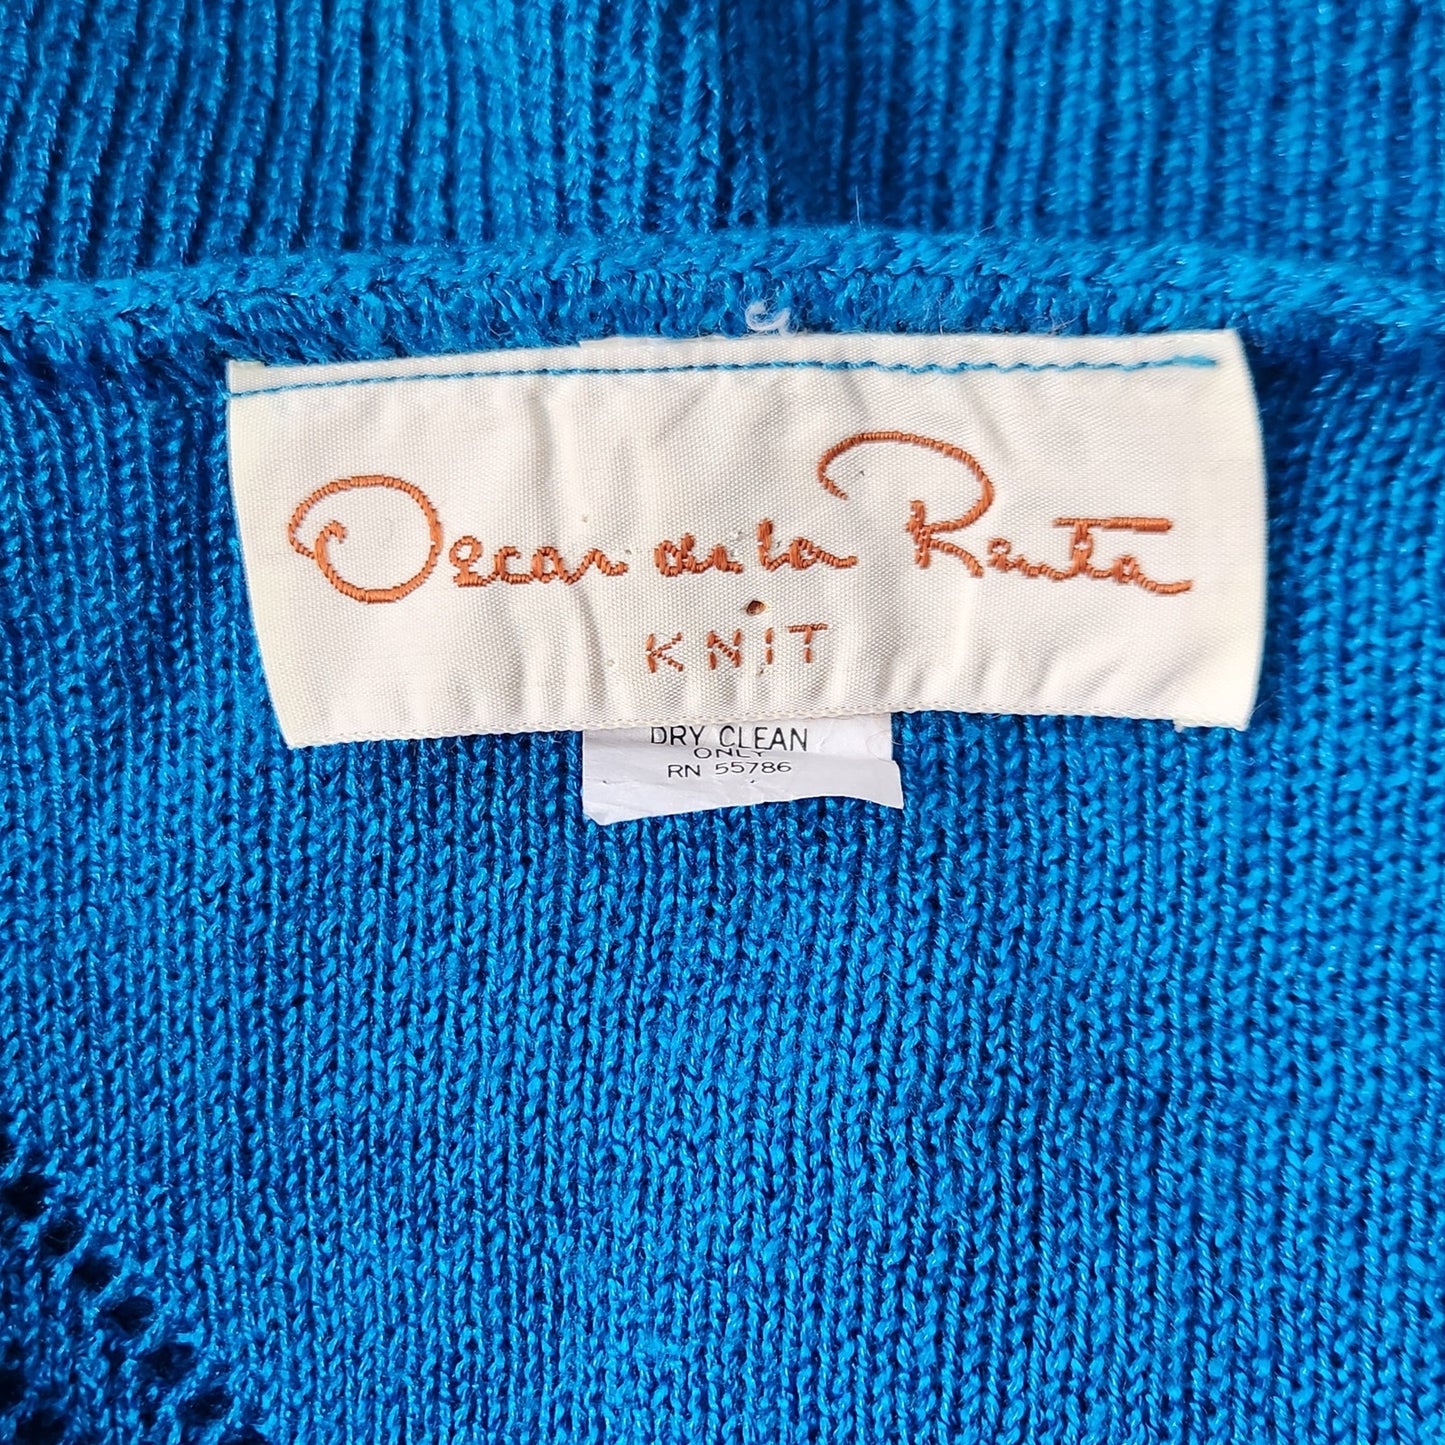 Oscar de la Renta
KNIT
DRY CLEAN
ONLY
RN 55786